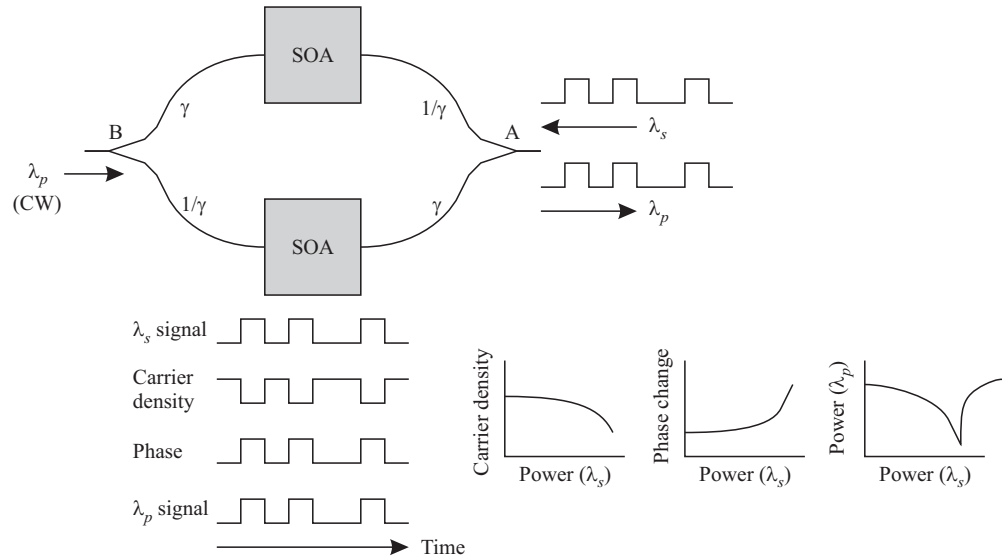 SOA
γ
1/γ
B
A
λs
λp
(CW)
λp
1/γ
γ
SOA
λs signal
Carrier
density
Phase
λp signal
Time
Carrier density
Power (λs)
Phase change
Power (λs)
Power (λp)
Power (λs)